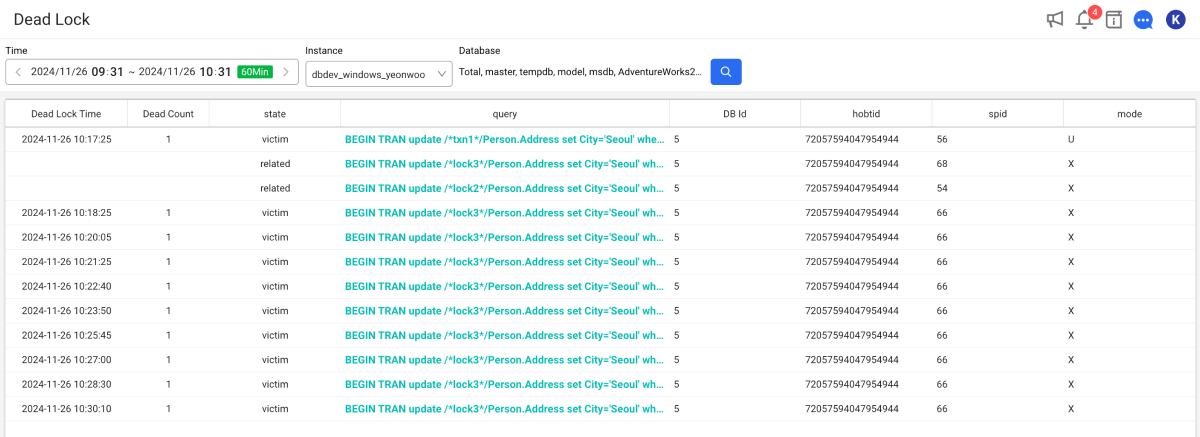 Dead Lock
4
K
Time
Instance
Database
2024/11/26 09:31 ~ 2024/11/26 10:31 60Min
dbdev_windows_yeonwoo
Total, master, tempdb, model, msdb, AdventureWorks2...
Dead Lock Time Dead Count state query DB Id hobtid spid mode
2024-11-26 10:17:25 1 victim BEGIN TRAN update /*txn1*/Person.Address set City='Seoul' whe... 5 72057594047954944 56 U
related BEGIN TRAN update /*lock3*/Person.Address set City='Seoul' wh... 5 72057594047954944 68 X
related BEGIN TRAN update /*lock2*/Person.Address set City='Seoul' wh... 5 72057594047954944 54 X
2024-11-26 10:18:25 1 victim BEGIN TRAN update /*lock3*/Person.Address set City='Seoul' wh... 5 72057594047954944 66 X
2024-11-26 10:20:05 1 victim BEGIN TRAN update /*lock3*/Person.Address set City='Seoul' wh... 5 72057594047954944 66 X
2024-11-26 10:21:25 1 victim BEGIN TRAN update /*lock3*/Person.Address set City='Seoul' wh... 5 72057594047954944 66 X
2024-11-26 10:22:40 1 victim BEGIN TRAN update /*lock3*/Person.Address set City='Seoul' wh... 5 72057594047954944 66 X
2024-11-26 10:23:50 1 victim BEGIN TRAN update /*lock3*/Person.Address set City='Seoul' wh... 5 72057594047954944 66 X
2024-11-26 10:25:45 1 victim BEGIN TRAN update /*lock3*/Person.Address set City='Seoul' wh... 5 72057594047954944 66 X
2024-11-26 10:27:00 1 victim BEGIN TRAN update /*lock3*/Person.Address set City='Seoul' wh... 5 72057594047954944 66 X
2024-11-26 10:28:30 1 victim BEGIN TRAN update /*lock3*/Person.Address set City='Seoul' wh... 5 72057594047954944 66 X
2024-11-26 10:30:10 1 victim BEGIN TRAN update /*lock3*/Person.Address set City='Seoul' wh... 5 72057594047954944 66 X